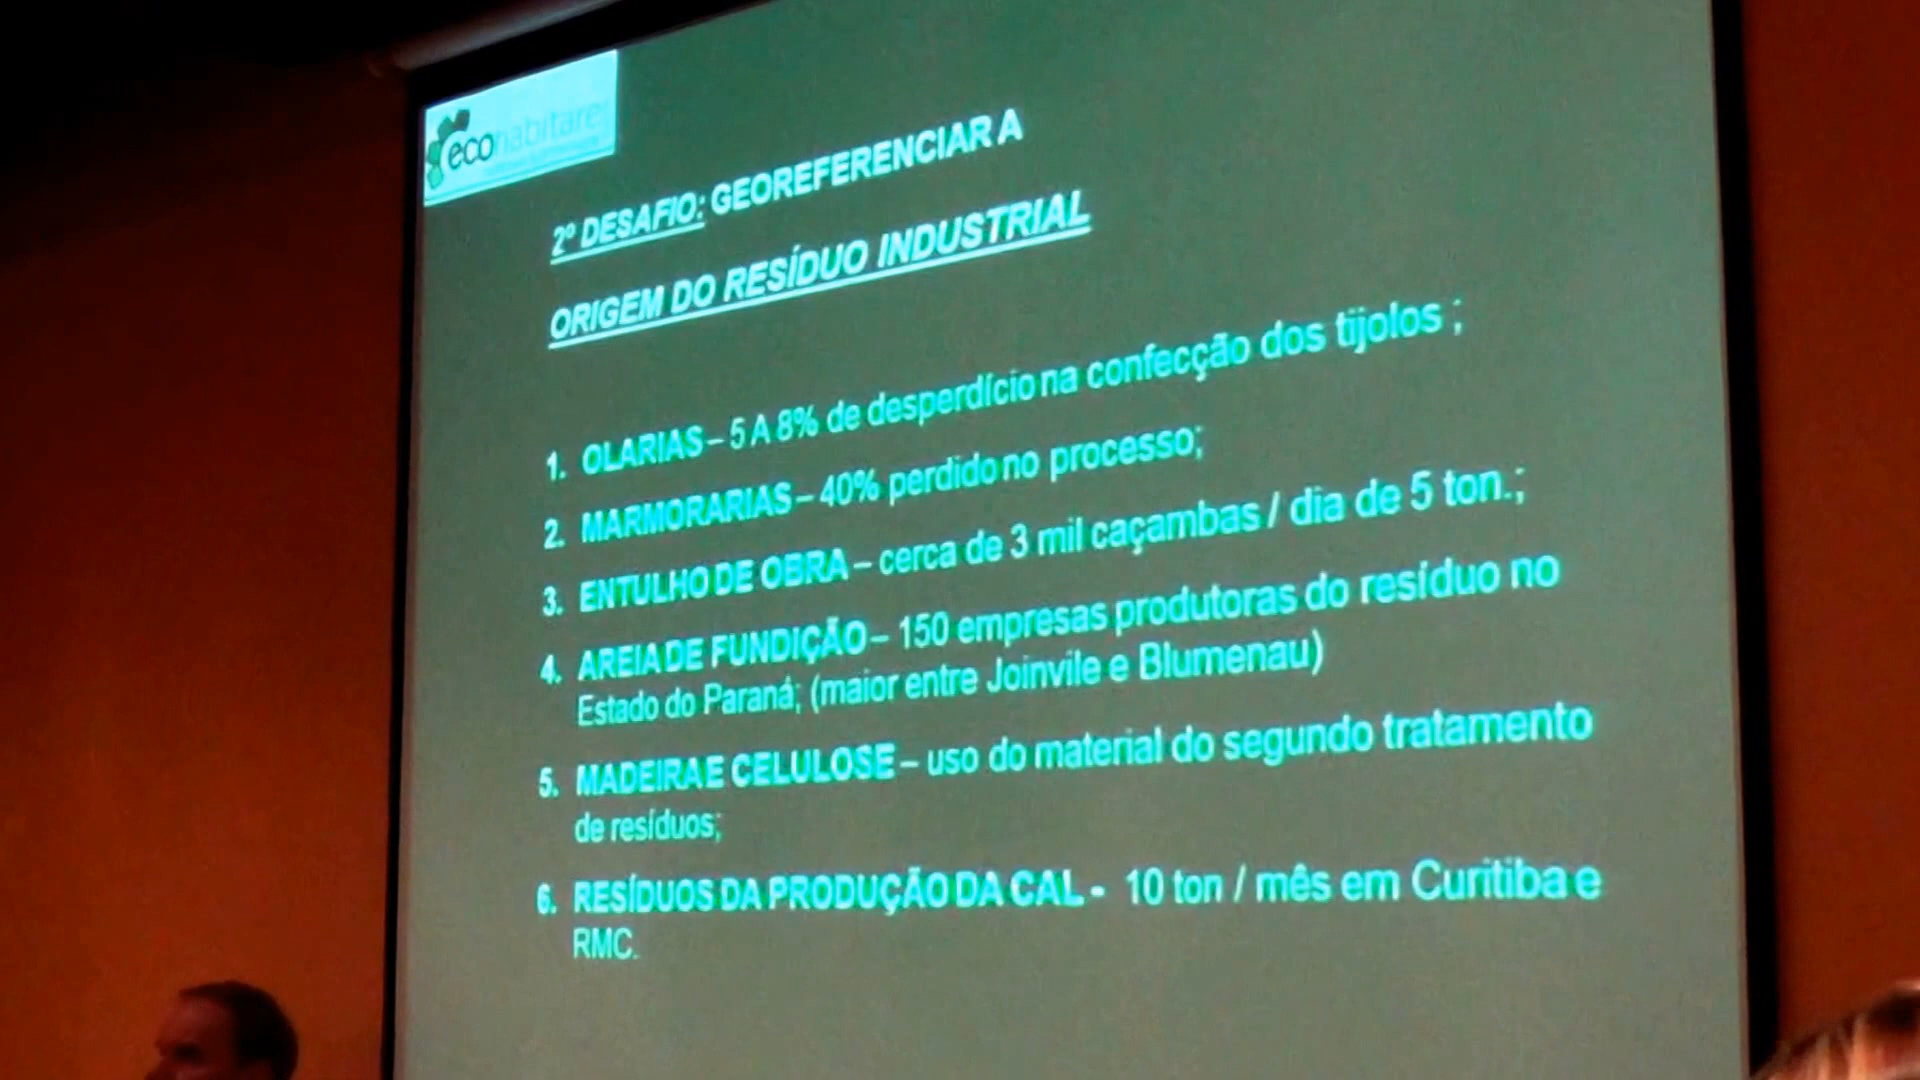 ecohabitare
2º DESAFIO: GEOREFERENCIAR A
ORIGEM DO RESÍDUO INDUSTRIAL
1. OLARIAS – 5 A 8% de desperdício na confecção dos tijolos ;
2. MARMORARIAS – 40% perdido no processo;
3. ENTULHO DE OBRA – cerca de 3 mil caçambas / dia de 5 ton.;
4. AREIA DE FUNDIÇÃO – 150 empresas produtoras do resíduo no
Estado do Paraná; (maior entre Joinvile e Blumenau)
5. MADEIRA E CELULOSE – uso do material do segundo tratamento
de resíduos;
6. RESÍDUOS DA PRODUÇÃO DA CAL - 10 ton / mês em Curitiba e
RMC.